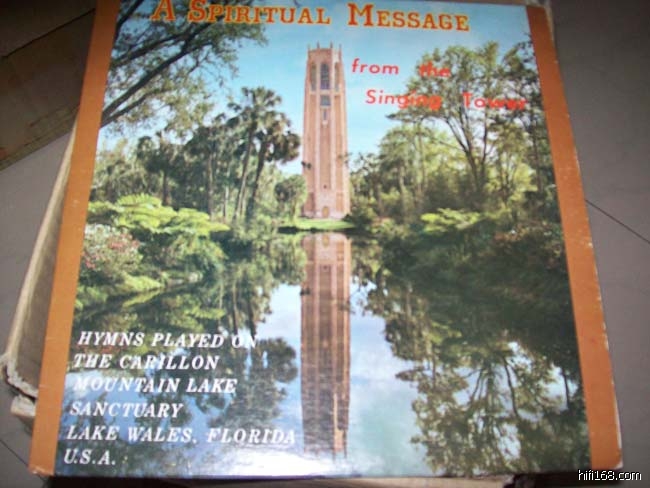 A SPIRITUAL MESSAGE
from the
Singing Tower
HYMNS PLAYED ON
THE CARILLON
MOUNTAIN LAKE
SANCTUARY
LAKE WALES, FLORIDA
U.S.A.
hifi168.com